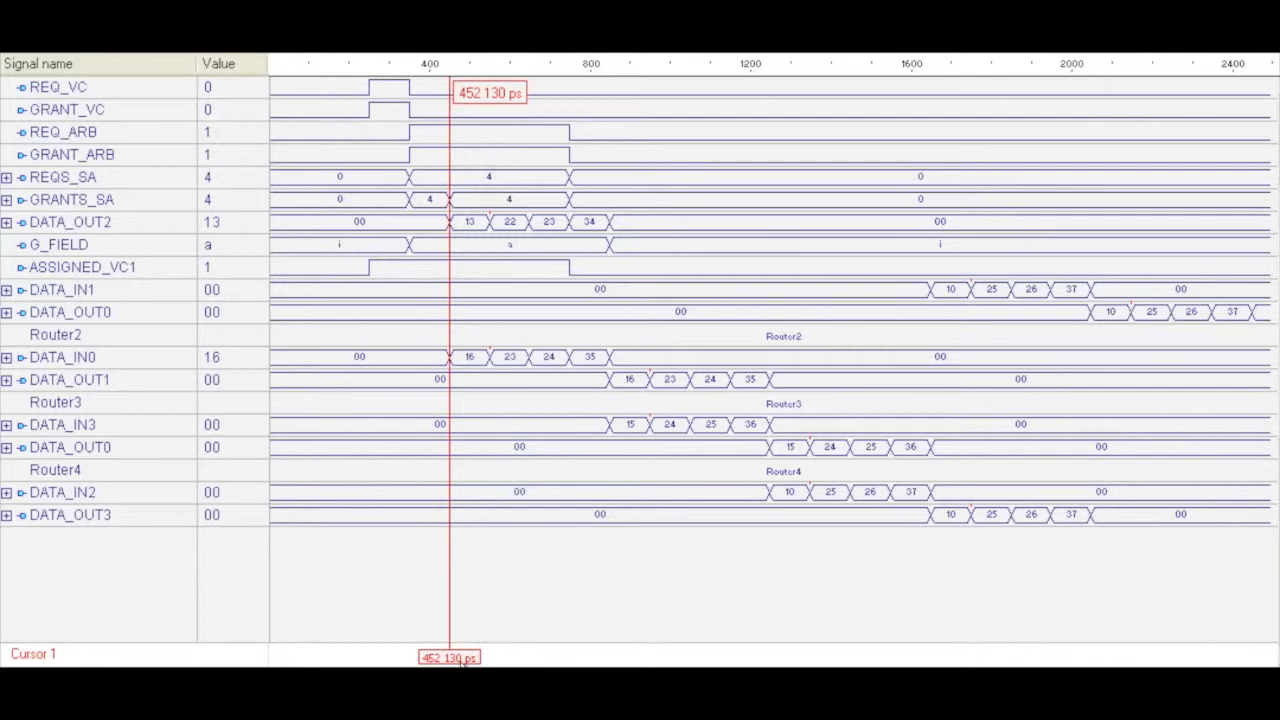 Signal name Value 400 800 1200 1600 2000 2400
REQ_VC 0 452 130 ps
GRANT_VC 0
REQ_ARB 1
GRANT_ARB 1
REQS_SA 4 0 4 0
GRANTS_SA 4 0 4 4 0
DATA_OUT2 13 00 13 22 23 34 00
G_FIELD a i a i
ASSIGNED_VC1 1
DATA_IN1 00 00 10 25 26 37 00
DATA_OUT0 00 00 10 25 26 37
Router2 Router2
DATA_IN0 16 00 16 23 24 35 00
DATA_OUT1 00 00 16 23 24 35 00
Router3 Router3
DATA_IN3 00 00 15 24 25 36 00
DATA_OUT0 00 00 15 24 25 36 00
Router4 Router4
DATA_IN2 00 00 10 25 26 37 00
DATA_OUT3 00 00 10 25 26 37 00
Cursor 1 452 130 ps